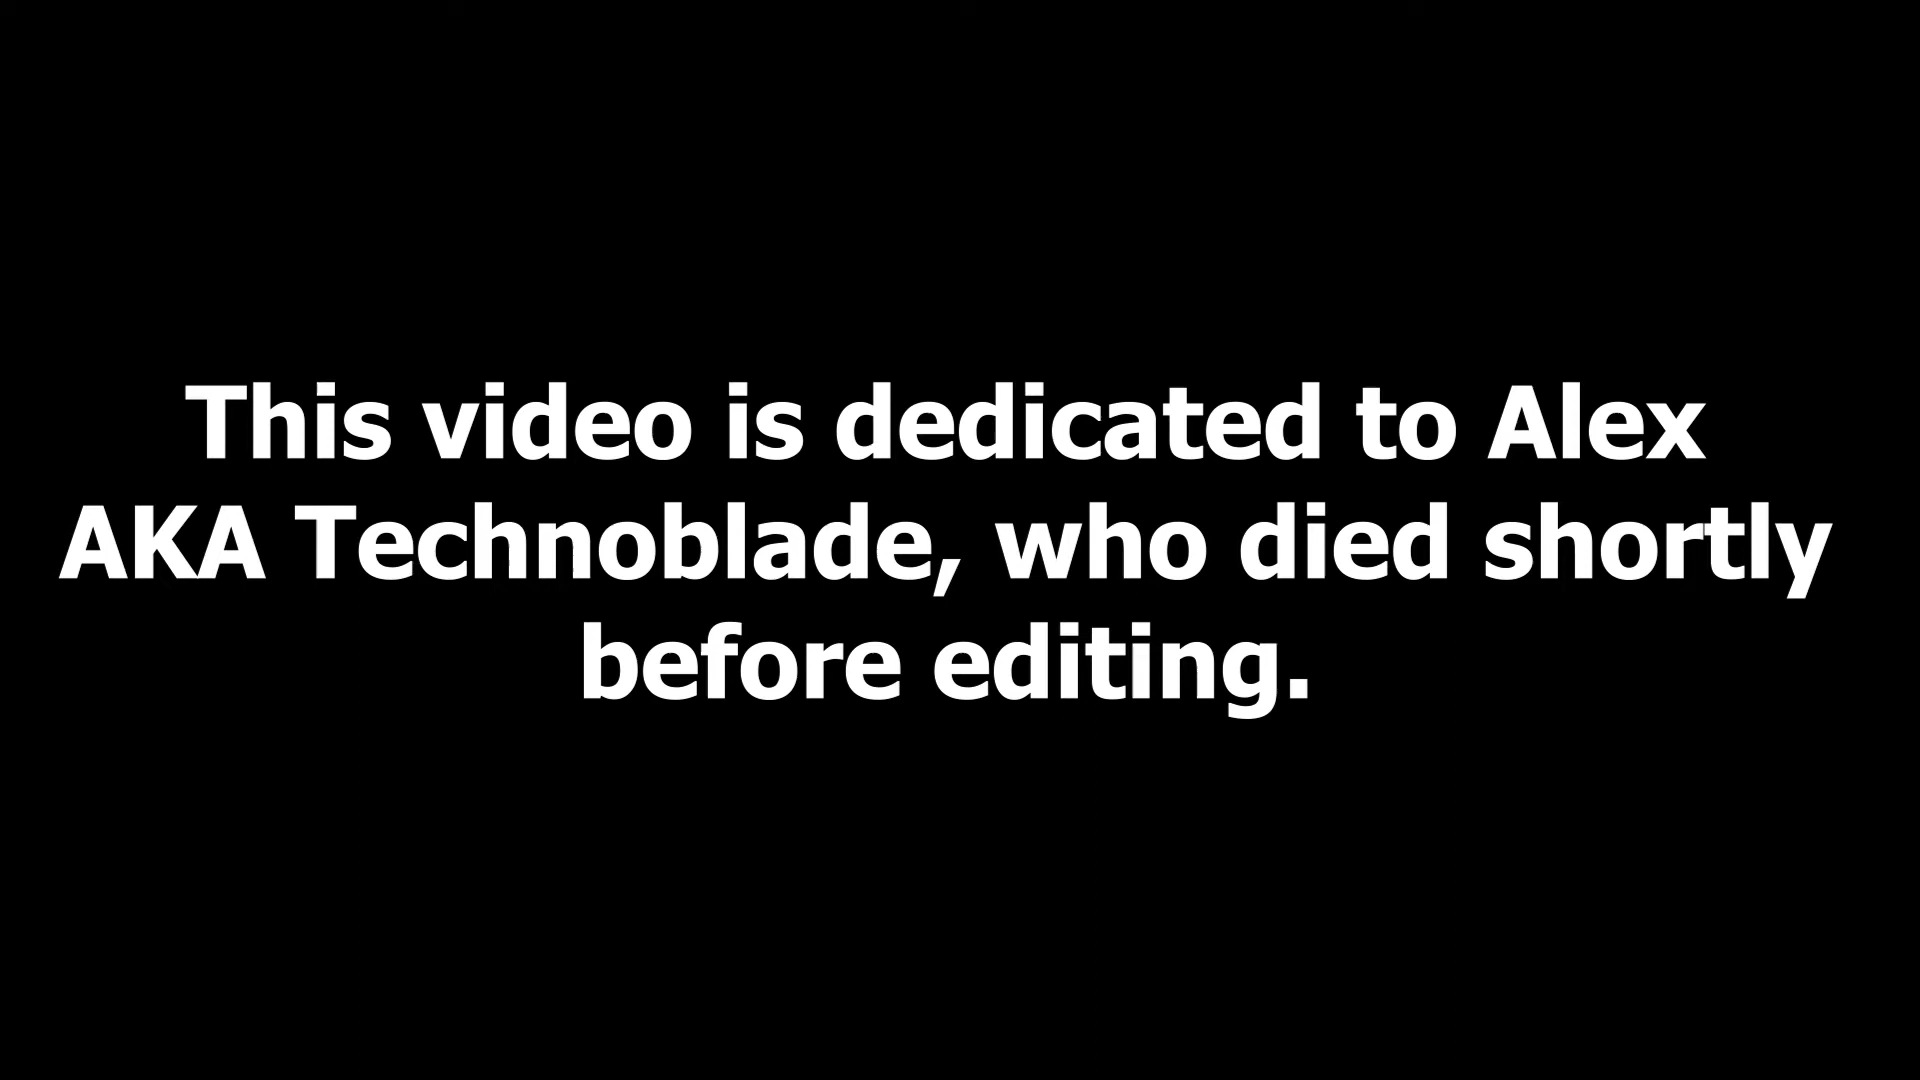 This video is dedicated to Alex
AKA Technoblade, who died shortly
before editing.